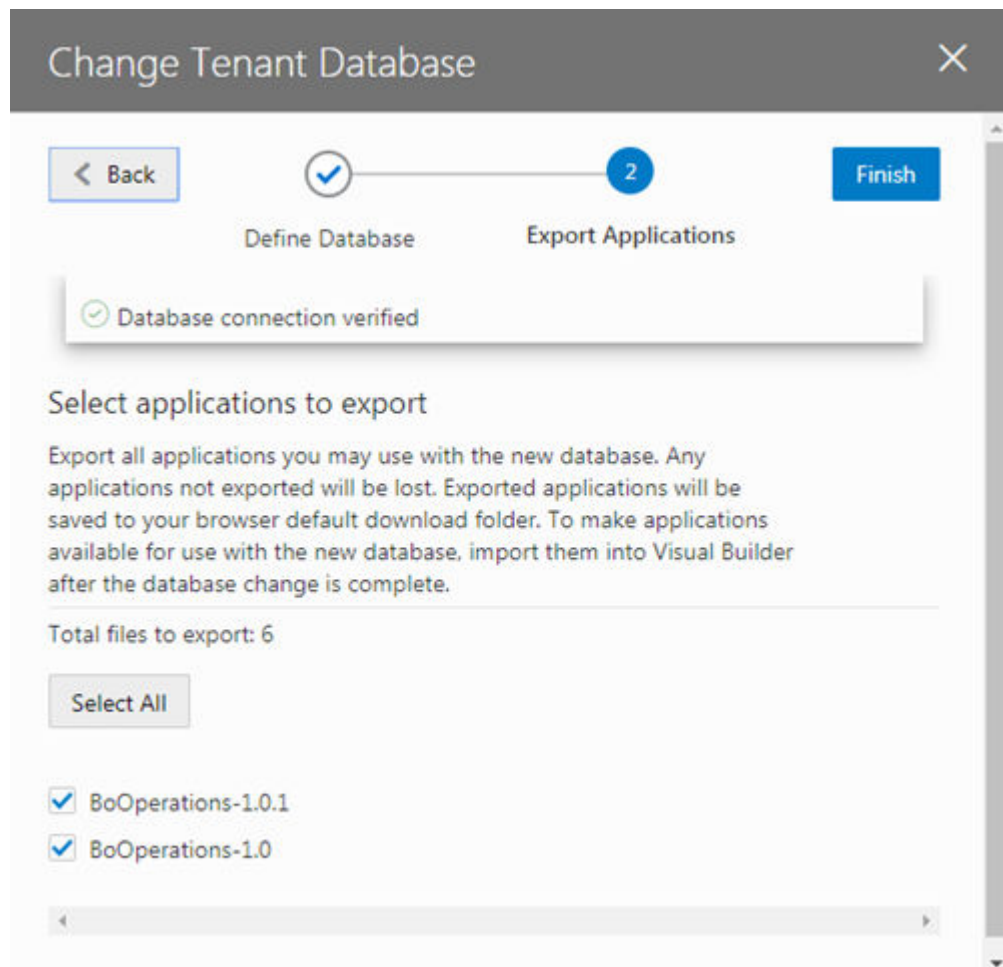 Change Tenant Database
Back
2
Finish
Define Database
Export Applications
Database connection verified
Select applications to export
Export all applications you may use with the new database. Any
applications not exported will be lost. Exported applications will be
saved to your browser default download folder. To make applications
available for use with the new database, import them into Visual Builder
after the database change is complete.
Total files to export: 6
Select All
BoOperations-1.0.1
BoOperations-1.0